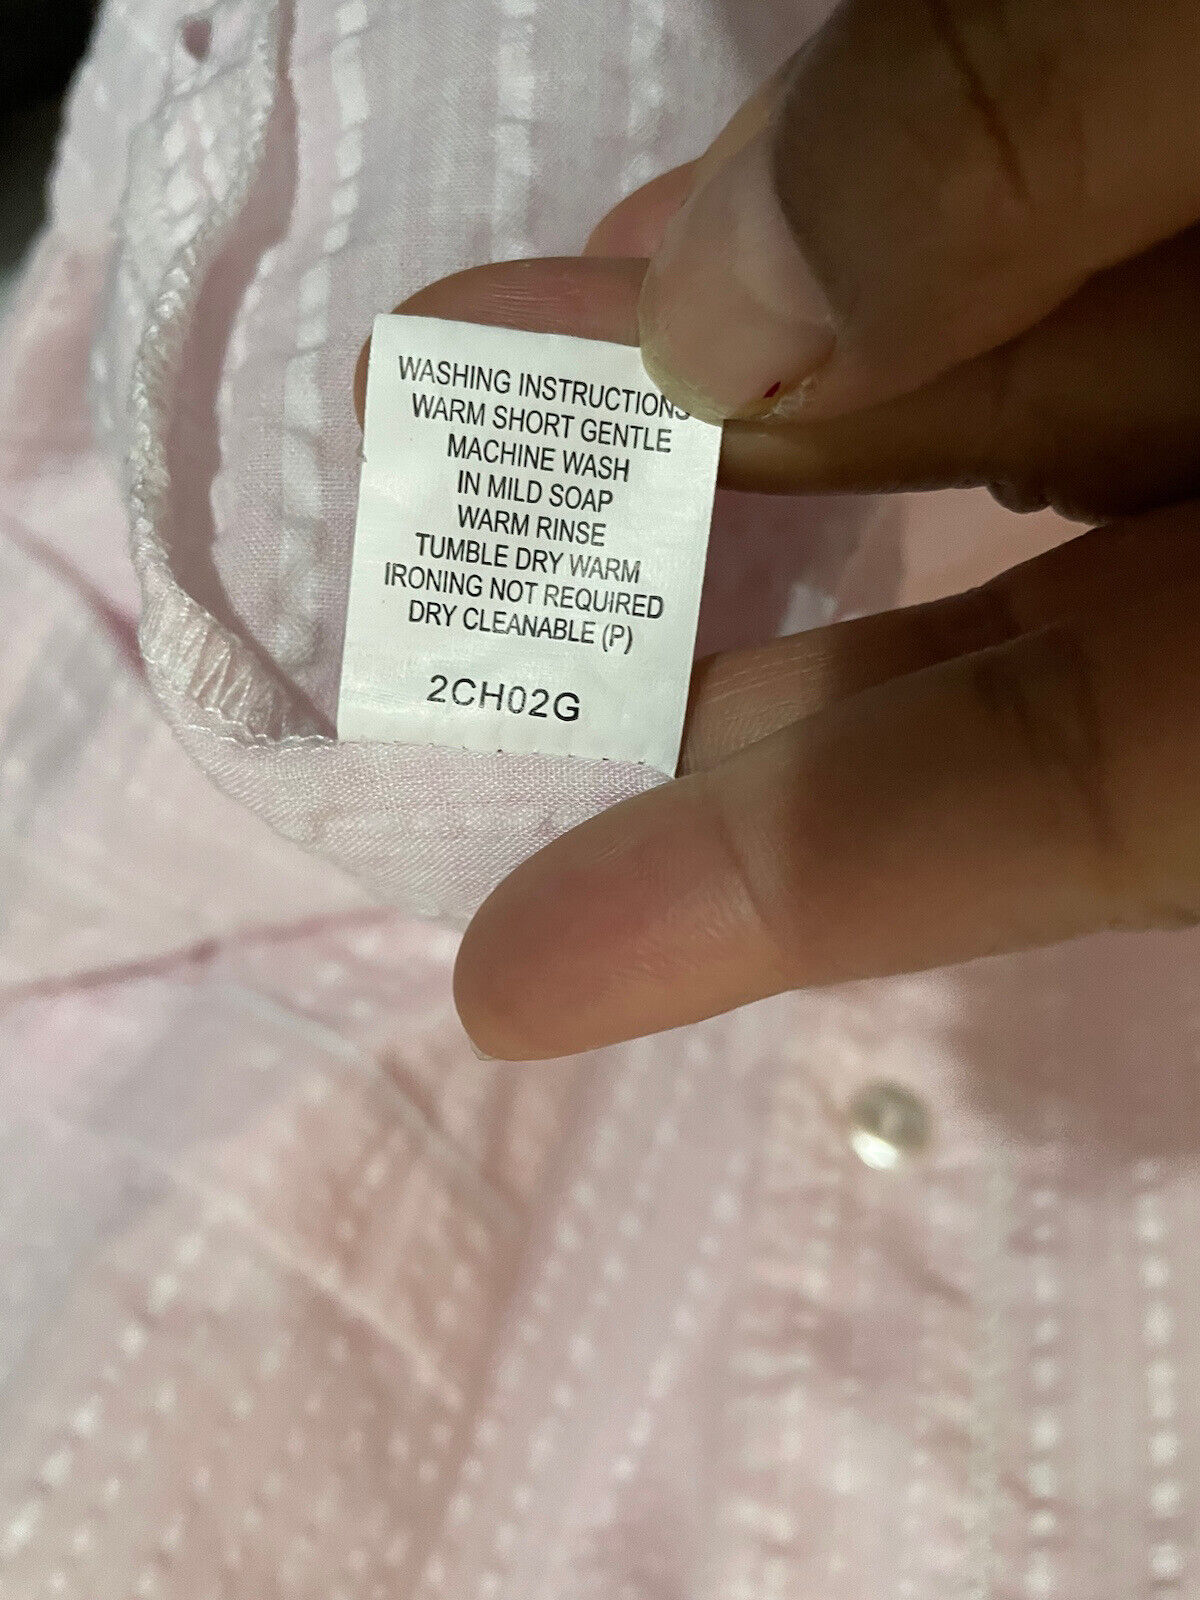 WASHING INSTRUCTIONS
WARM SHORT GENTLE
MACHINE WASH
IN MILD SOAP
WARM RINSE
TUMBLE DRY WARM
IRONING NOT REQUIRED
DRY CLEANABLE (P)
2CH02G